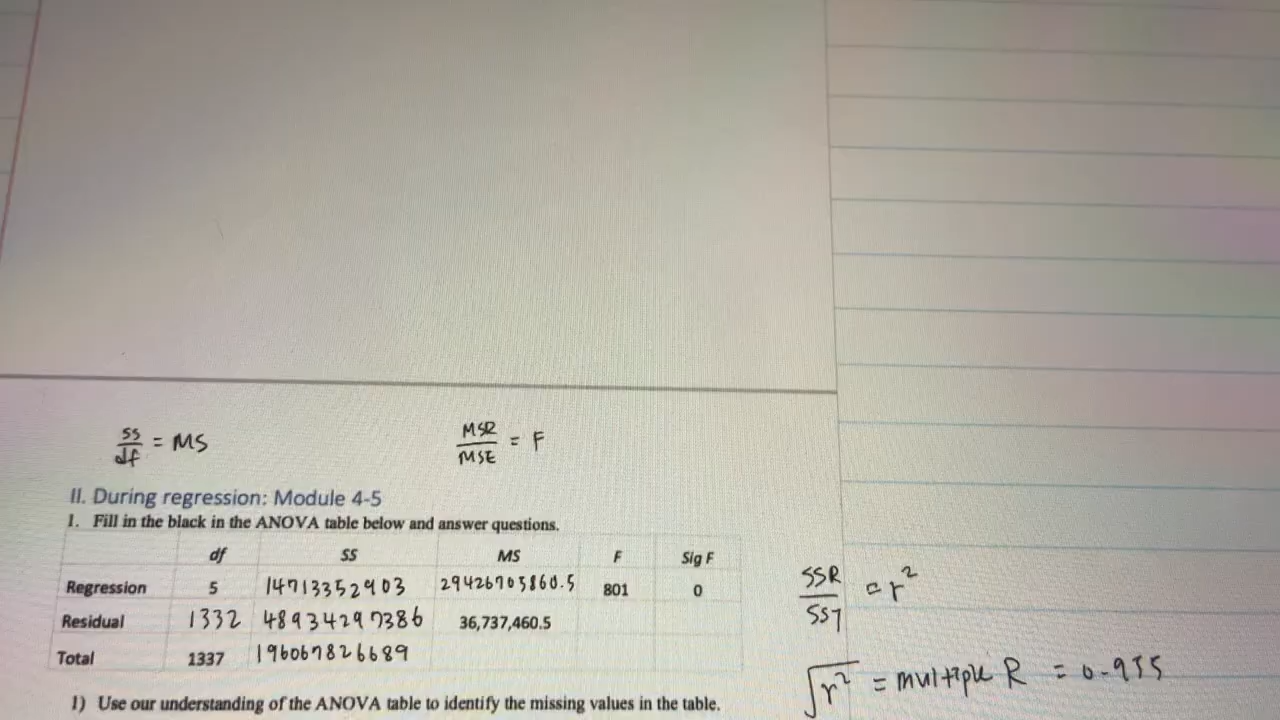 SS/df = MS
MSR/MSE = F
II. During regression: Module 4-5
1. Fill in the black in the ANOVA table below and answer questions.
df SS MS F Sig F
Regression 5 147133352903 29426705860.5 801 0
Residual 1332 48934297386 36,737,460.5
Total 1337 196067826689
SSR/SST = r²
√r² = multiple R = 0.955
1) Use our understanding of the ANOVA table to identify the missing values in the table.